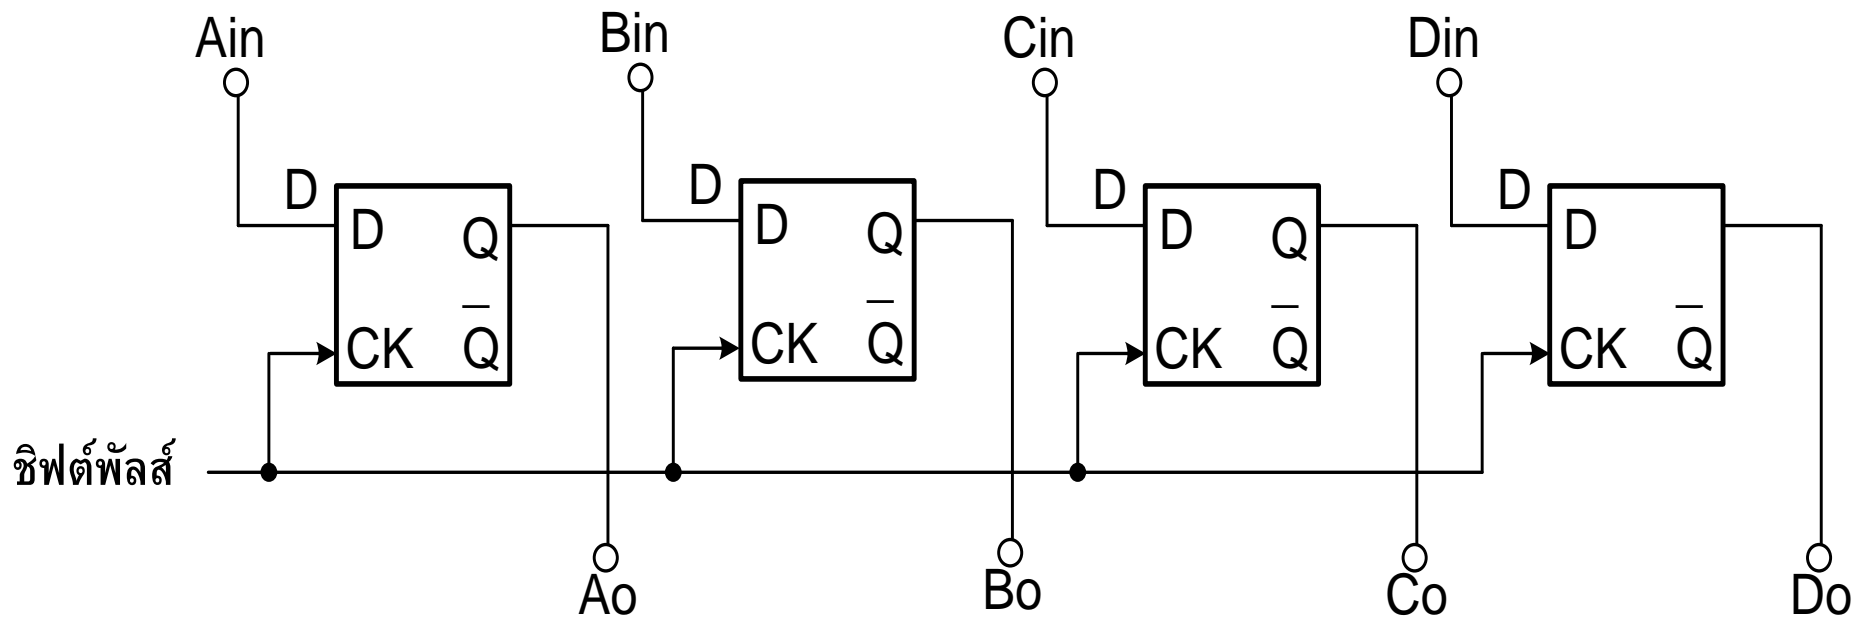 Ain Bin Cin Din
D D D D
D Q D Q D Q D
CK Q̅ CK Q̅ CK Q̅ CK Q̅
ชิฟต์พัลส์
Ao Bo Co Do